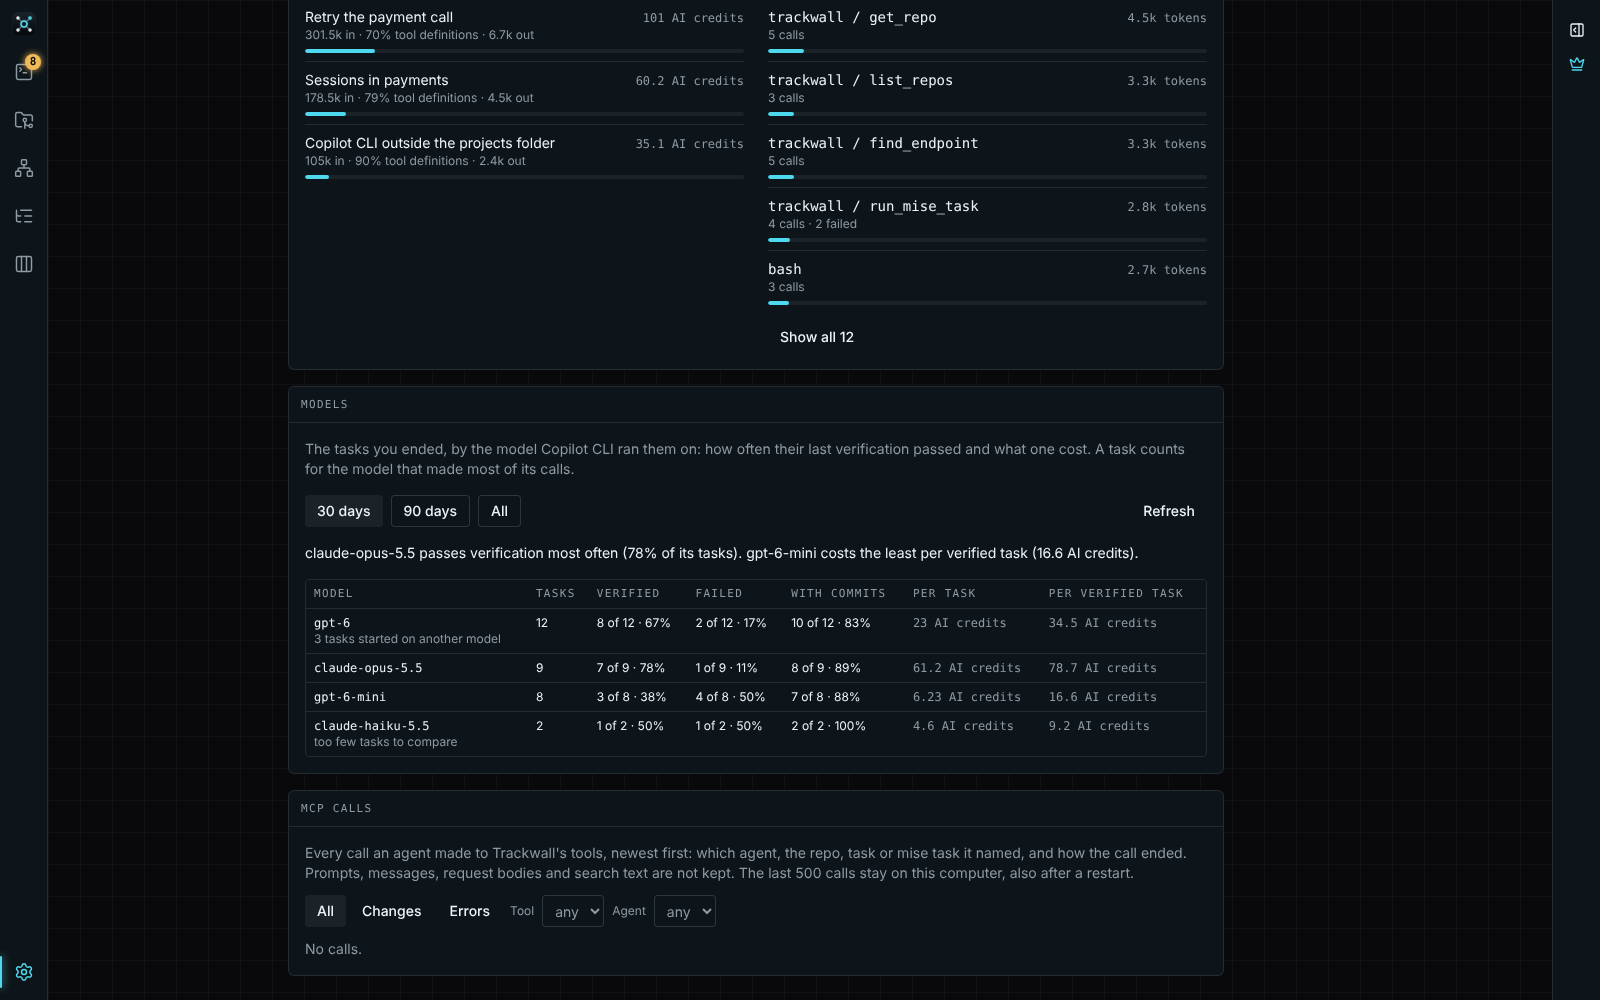 8
Retry the payment call
101 AI credits
301.5k in · 70% tool definitions · 6.7k out
Sessions in payments
60.2 AI credits
178.5k in · 79% tool definitions · 4.5k out
Copilot CLI outside the projects folder
35.1 AI credits
105k in · 90% tool definitions · 2.4k out
trackwall / get_repo
4.5k tokens
5 calls
trackwall / list_repos
3.3k tokens
3 calls
trackwall / find_endpoint
3.3k tokens
5 calls
trackwall / run_mise_task
2.8k tokens
4 calls · 2 failed
bash
2.7k tokens
3 calls
Show all 12
MODELS
The tasks you ended, by the model Copilot CLI ran them on: how often their last verification passed and what one cost. A task counts
for the model that made most of its calls.
30 days 90 days All Refresh
claude-opus-5.5 passes verification most often (78% of its tasks). gpt-6-mini costs the least per verified task (16.6 AI credits).
MODEL TASKS VERIFIED FAILED WITH COMMITS PER TASK PER VERIFIED TASK
gpt-6 12 8 of 12 · 67% 2 of 12 · 17% 10 of 12 · 83% 23 AI credits 34.5 AI credits
3 tasks started on another model
claude-opus-5.5 9 7 of 9 · 78% 1 of 9 · 11% 8 of 9 · 89% 61.2 AI credits 78.7 AI credits
gpt-6-mini 8 3 of 8 · 38% 4 of 8 · 50% 7 of 8 · 88% 6.23 AI credits 16.6 AI credits
claude-haiku-5.5 2 1 of 2 · 50% 1 of 2 · 50% 2 of 2 · 100% 4.6 AI credits 9.2 AI credits
too few tasks to compare
MCP CALLS
Every call an agent made to Trackwall's tools, newest first: which agent, the repo, task or mise task it named, and how the call ended.
Prompts, messages, request bodies and search text are not kept. The last 500 calls stay on this computer, also after a restart.
All Changes Errors Tool any Agent any
No calls.